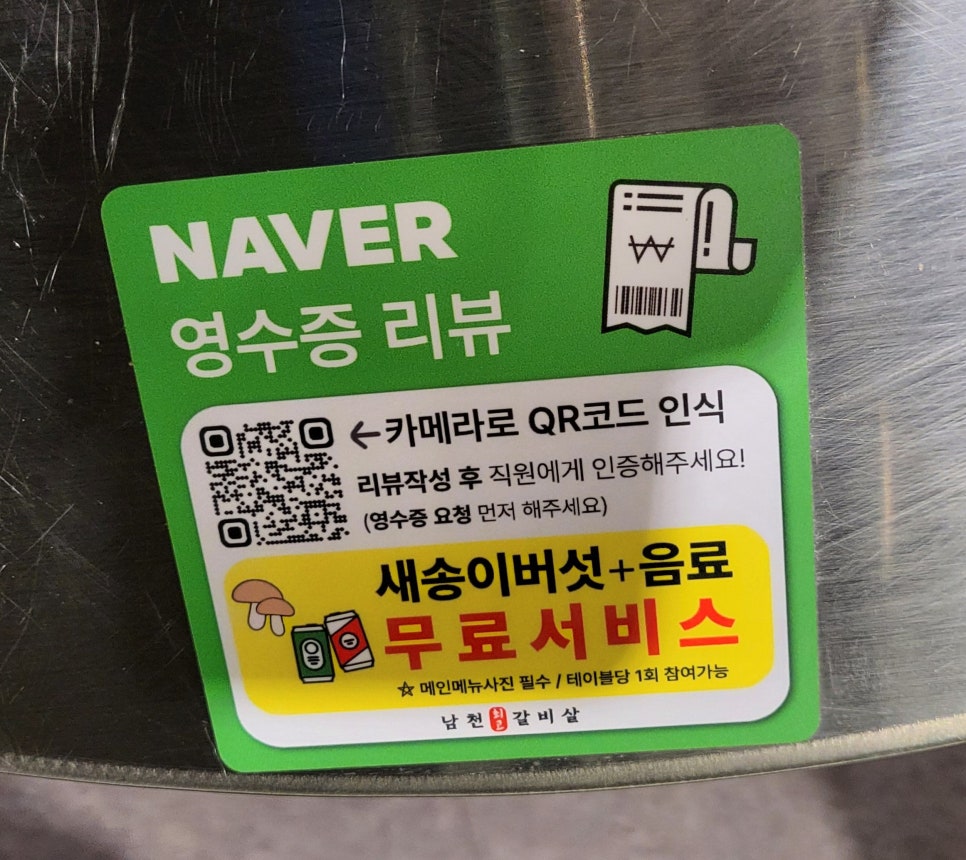 NAVER
영수증 리뷰
←카메라로 QR코드 인식
리뷰작성 후 직원에게 인증해주세요!
(영수증 요청 먼저 해주세요)
새송이버섯+음료
무료서비스
☆ 메인메뉴사진 필수 / 테이블당 1회 참여가능
남천 갈비살